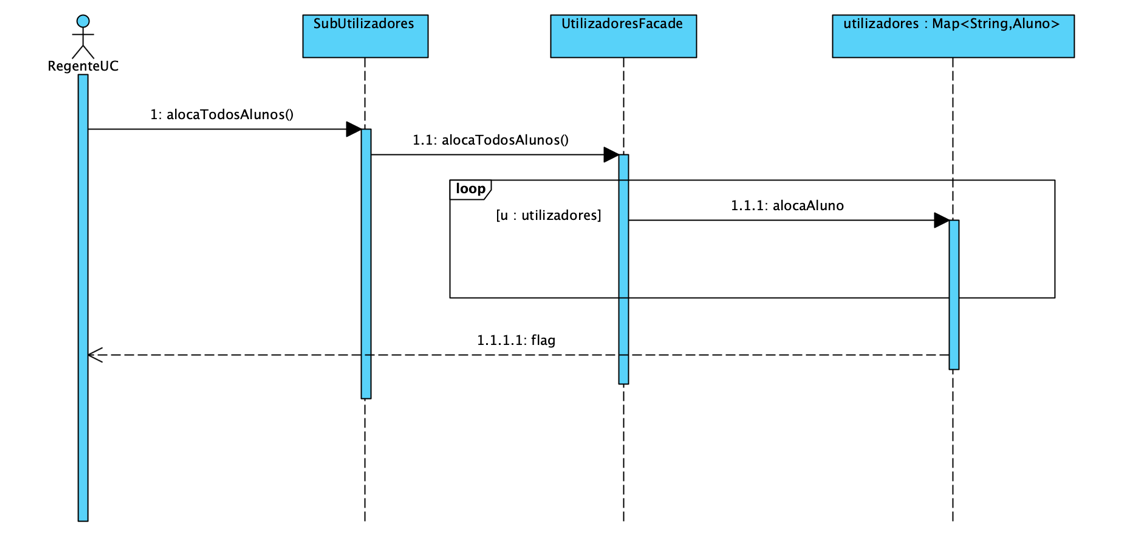 SubUtilizadores
UtilizadoresFacade
utilizadores : Map<String,Aluno>
RegenteUC
1: alocaTodosAlunos()
1.1: alocaTodosAlunos()
loop
[u : utilizadores]
1.1.1: alocaAluno
1.1.1.1: flag